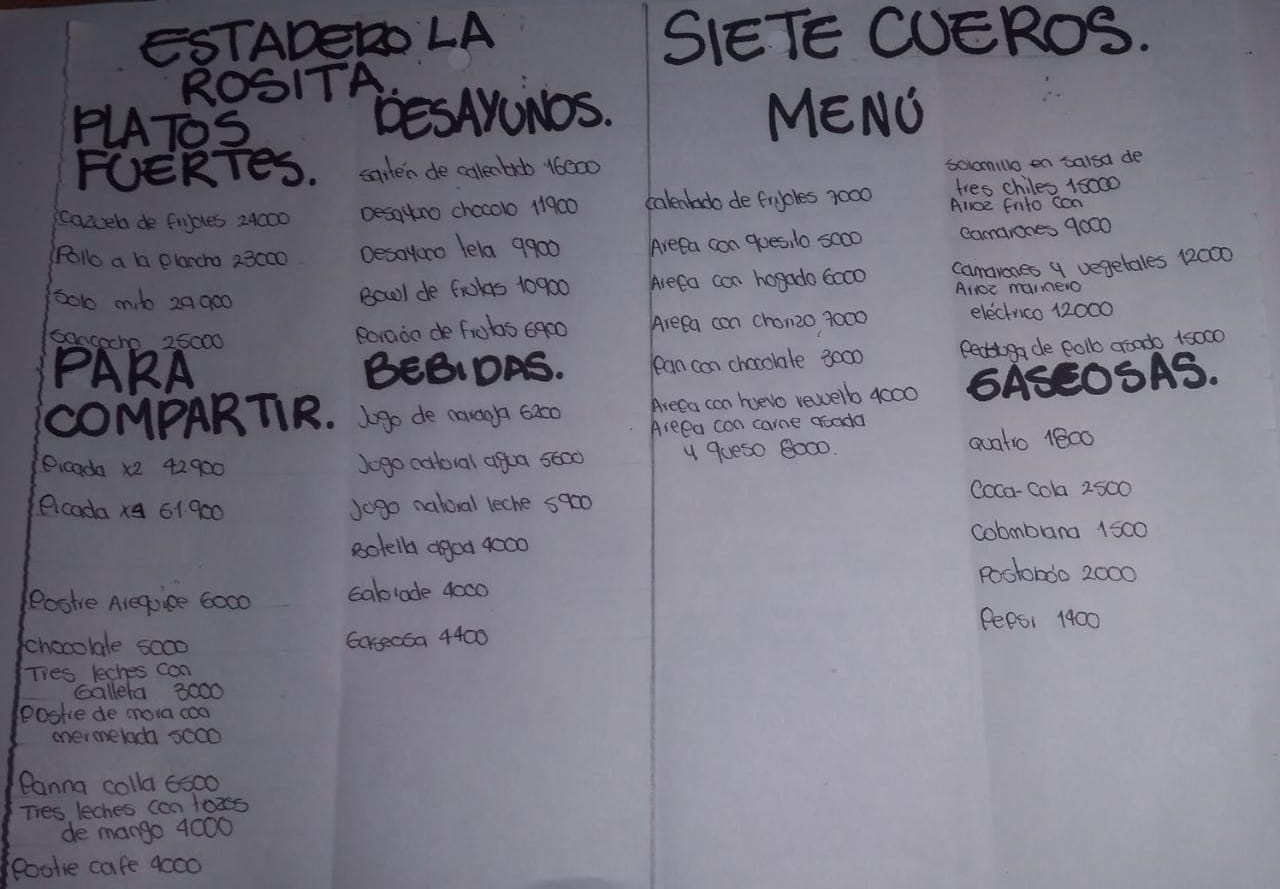 ESTADERO LA
ROSITA.
PLATOS
FUERTES.
Cazuela de frijoles 24000
Pollo a la plancha 23000
Solo mito 29900
Sancocho 25000
PARA
COMPARTIR.
Picada x2 42900
Picada x4 61.900
Postre Arequipe 6000
Chocolate 5000
Tres leches con
Galleta 3000
Postre de mora con
mermelada 5000
Panna colla 6500
Tres leches con tozos
de mango 4000
Postre cafe 4000
DESAYUNOS.
Sartén de calentado 16000
Desayuno chocolo 11900
Desayuno lela 9900
Bowl de frutas 10900
Porción de frutas 6900
BEBIDAS.
Jugo de naranja 6200
Jugo natural agua 5600
Jugo natural leche 5900
Botella agua 4000
Gatorade 4000
Gaseosa 4400
SIETE CUEROS.
MENÚ
Calentado de frijoles 7000
Arepa con quesito 5000
Arepa con hogado 6000
Arepa con chorizo 7000
Pan con chocolate 3000
Arepa con huevo revuelto 4000
Arepa con carne asada
y queso 8000.
Solomillo en salsa de
tres chiles 15000
Arroz frito con
Camarones 9000
Camarones y vegetales 12000
Arroz marinero
eléctrico 12000
Pechuga de pollo asado 15000
GASEOSAS.
quatro 1800
Coca-Cola 2500
Colombiana 1500
Postobón 2000
Pepsi 1400